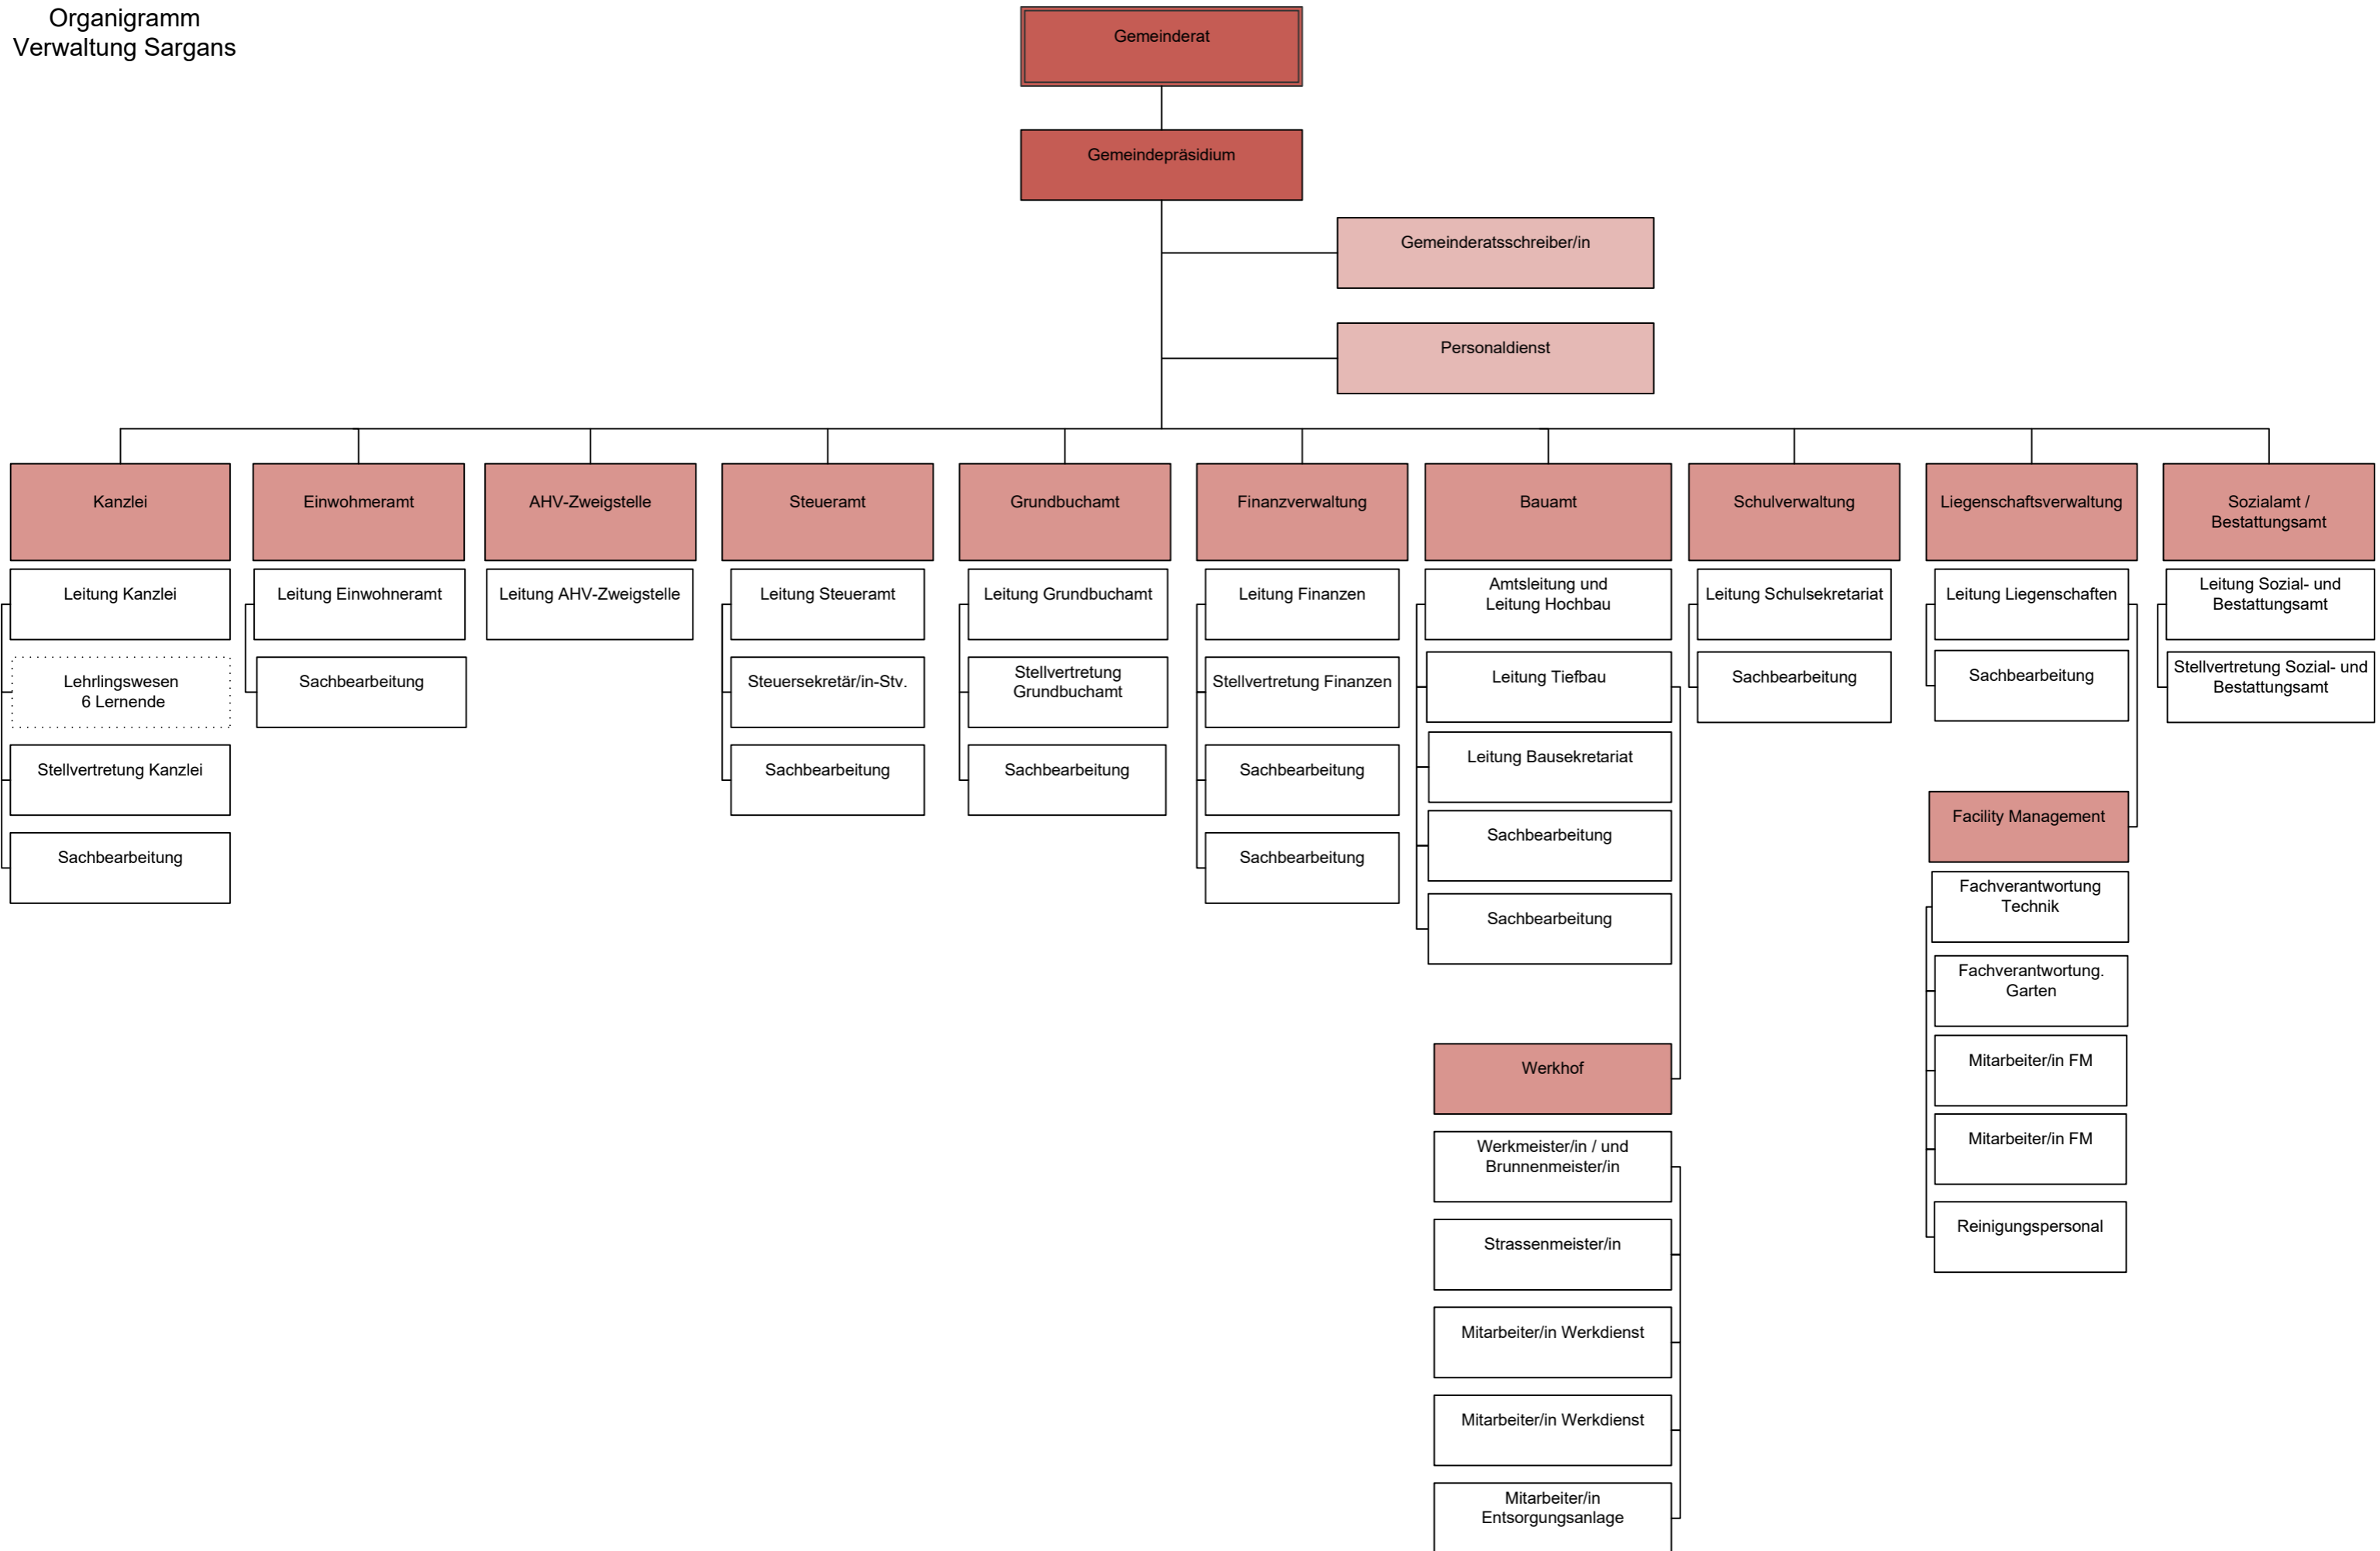 Organigramm
Verwaltung Sargans
Gemeinderat
Gemeindepräsidium
Gemeinderatsschreiber/in
Personaldienst
Kanzlei
Einwohmeramt
AHV-Zweigstelle
Steueramt
Grundbuchamt
Finanzverwaltung
Bauamt
Schulverwaltung
Liegenschaftsverwaltung
Sozialamt /
Bestattungsamt
Leitung Kanzlei
Lehrlingswesen
6 Lernende
Stellvertretung Kanzlei
Sachbearbeitung
Leitung Einwohneramt
Sachbearbeitung
Leitung AHV-Zweigstelle
Leitung Steueramt
Steuersekretär/in-Stv.
Sachbearbeitung
Leitung Grundbuchamt
Stellvertretung
Grundbuchamt
Sachbearbeitung
Leitung Finanzen
Stellvertretung Finanzen
Sachbearbeitung
Sachbearbeitung
Amtsleitung und
Leitung Hochbau
Leitung Tiefbau
Leitung Bausekretariat
Sachbearbeitung
Sachbearbeitung
Werkhof
Werkmeister/in / und
Brunnenmeister/in
Strassenmeister/in
Mitarbeiter/in Werkdienst
Mitarbeiter/in Werkdienst
Mitarbeiter/in
Entsorgungsanlage
Leitung Schulsekretariat
Sachbearbeitung
Leitung Liegenschaften
Sachbearbeitung
Facility Management
Fachverantwortung
Technik
Fachverantwortung.
Garten
Mitarbeiter/in FM
Mitarbeiter/in FM
Reinigungspersonal
Leitung Sozial- und
Bestattungsamt
Stellvertretung Sozial- und
Bestattungsamt